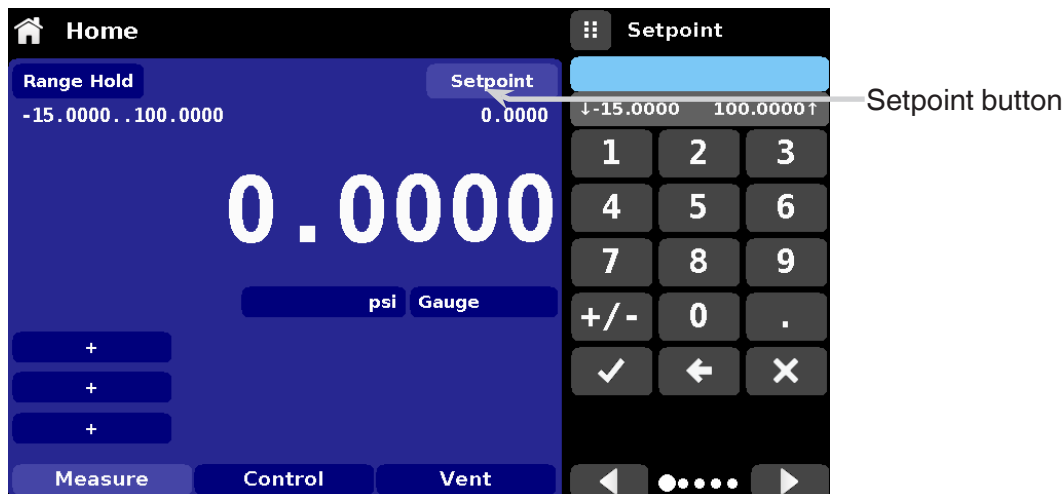 Home
Range Hold
Setpoint
-15.0000..100.0000
0.0000
0.0000
psi
Gauge
+
+
+
Measure
Control
Vent
Setpoint
↓-15.0000 100.0000↑
1 2 3
4 5 6
7 8 9
+/- 0 .
Setpoint button